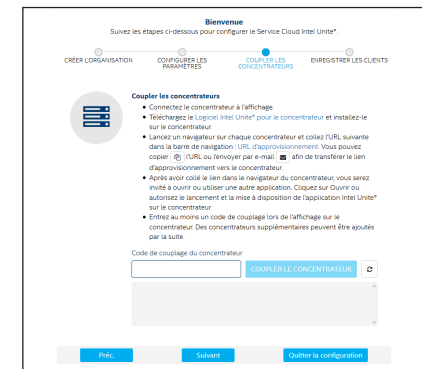 Bienvenue
Suivez les étapes ci-dessous pour configurer le Service Cloud Intel Unite®.
CRÉER L'ORGANISATION
CONFIGURER LES
PARAMÈTRES
COUPLER LES
CONCENTRATEURS
ENREGISTRER LES CLIENTS
Coupler les concentrateurs
• Connectez le concentrateur à l'affichage.
• Téléchargez le Logiciel Intel Unite® pour le concentrateur et installez-le
sur le concentrateur.
• Lancez un navigateur sur chaque concentrateur et collez l'URL suivante
dans la barre de navigation : URL d'approvisionnement. Vous pouvez
copier l'URL ou l'envoyer par e-mail afin de transférer le lien
d'approvisionnement vers le concentrateur.
• Après avoir collé le lien dans le navigateur du concentrateur, vous serez
invité à ouvrir ou utiliser une autre application. Cliquez sur Ouvrir ou
autorisez le lancement et la mise à disposition de l'application Intel Unite®
sur le concentrateur.
• Entrez au moins un code de couplage lors de l'affichage sur le
concentrateur. Des concentrateurs supplémentaires peuvent être ajoutés
par la suite.
Code de couplage du concentrateur
COUPLER LE CONCENTRATEUR
Préc.
Suivant
Quitter la configuration